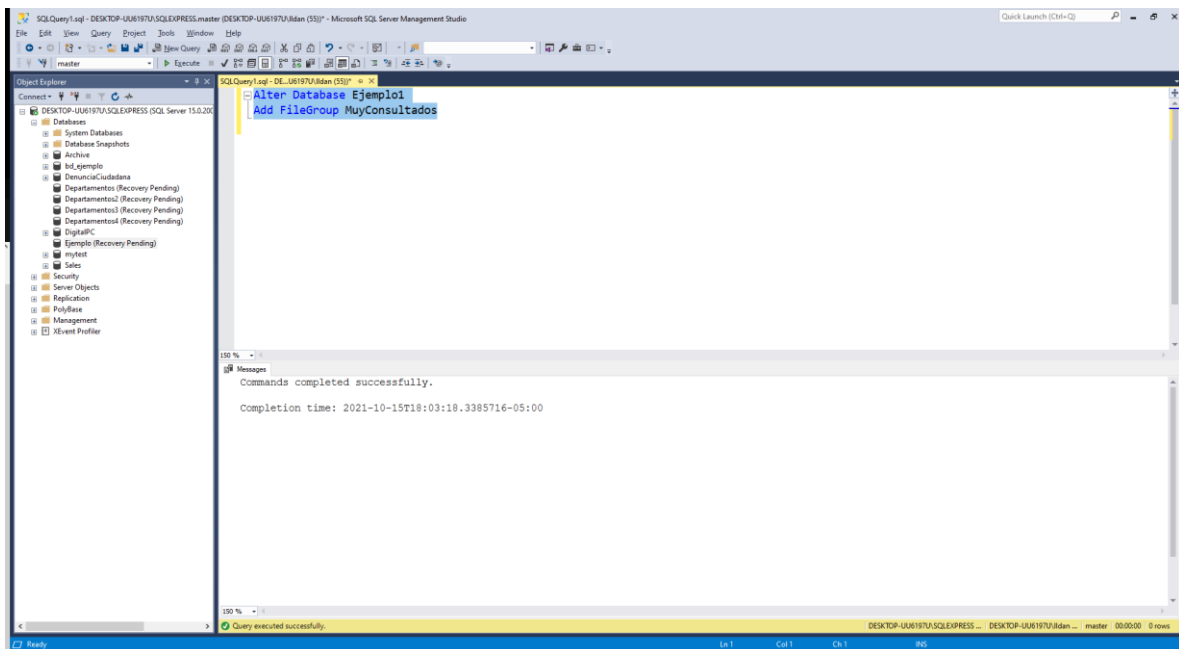 SQLQuery1.sql - DESKTOP-UU6197U\SQLEXPRESS.master (DESKTOP-UU6197U\Ildan (55))* - Microsoft SQL Server Management Studio
Quick Launch (Ctrl+Q)
File Edit View Query Project Tools Window Help
New Query
master
Execute
Object Explorer
SQLQuery1.sql - DE...U6197U\Ildan (55))*
Connect
DESKTOP-UU6197U\SQLEXPRESS (SQL Server 15.0.200
Databases
System Databases
Database Snapshots
Archive
bd_ejemplo
DenunciaCiudadana
Departamentos (Recovery Pending)
Departamentos2 (Recovery Pending)
Departamentos3 (Recovery Pending)
Departamentos4 (Recovery Pending)
DigitalPC
Ejemplo (Recovery Pending)
mytest
Sales
Security
Server Objects
Replication
PolyBase
Management
XEvent Profiler
Alter Database Ejemplo1
Add FileGroup MuyConsultados
150 %
Messages
Commands completed successfully.
Completion time: 2021-10-15T18:03:18.3385716-05:00
150 %
Query executed successfully.
DESKTOP-UU6197U\SQLEXPRESS ... DESKTOP-UU6197U\Ildan ... master 00:00:00 0 rows
Ready
Ln 1 Col 1 Ch 1 INS